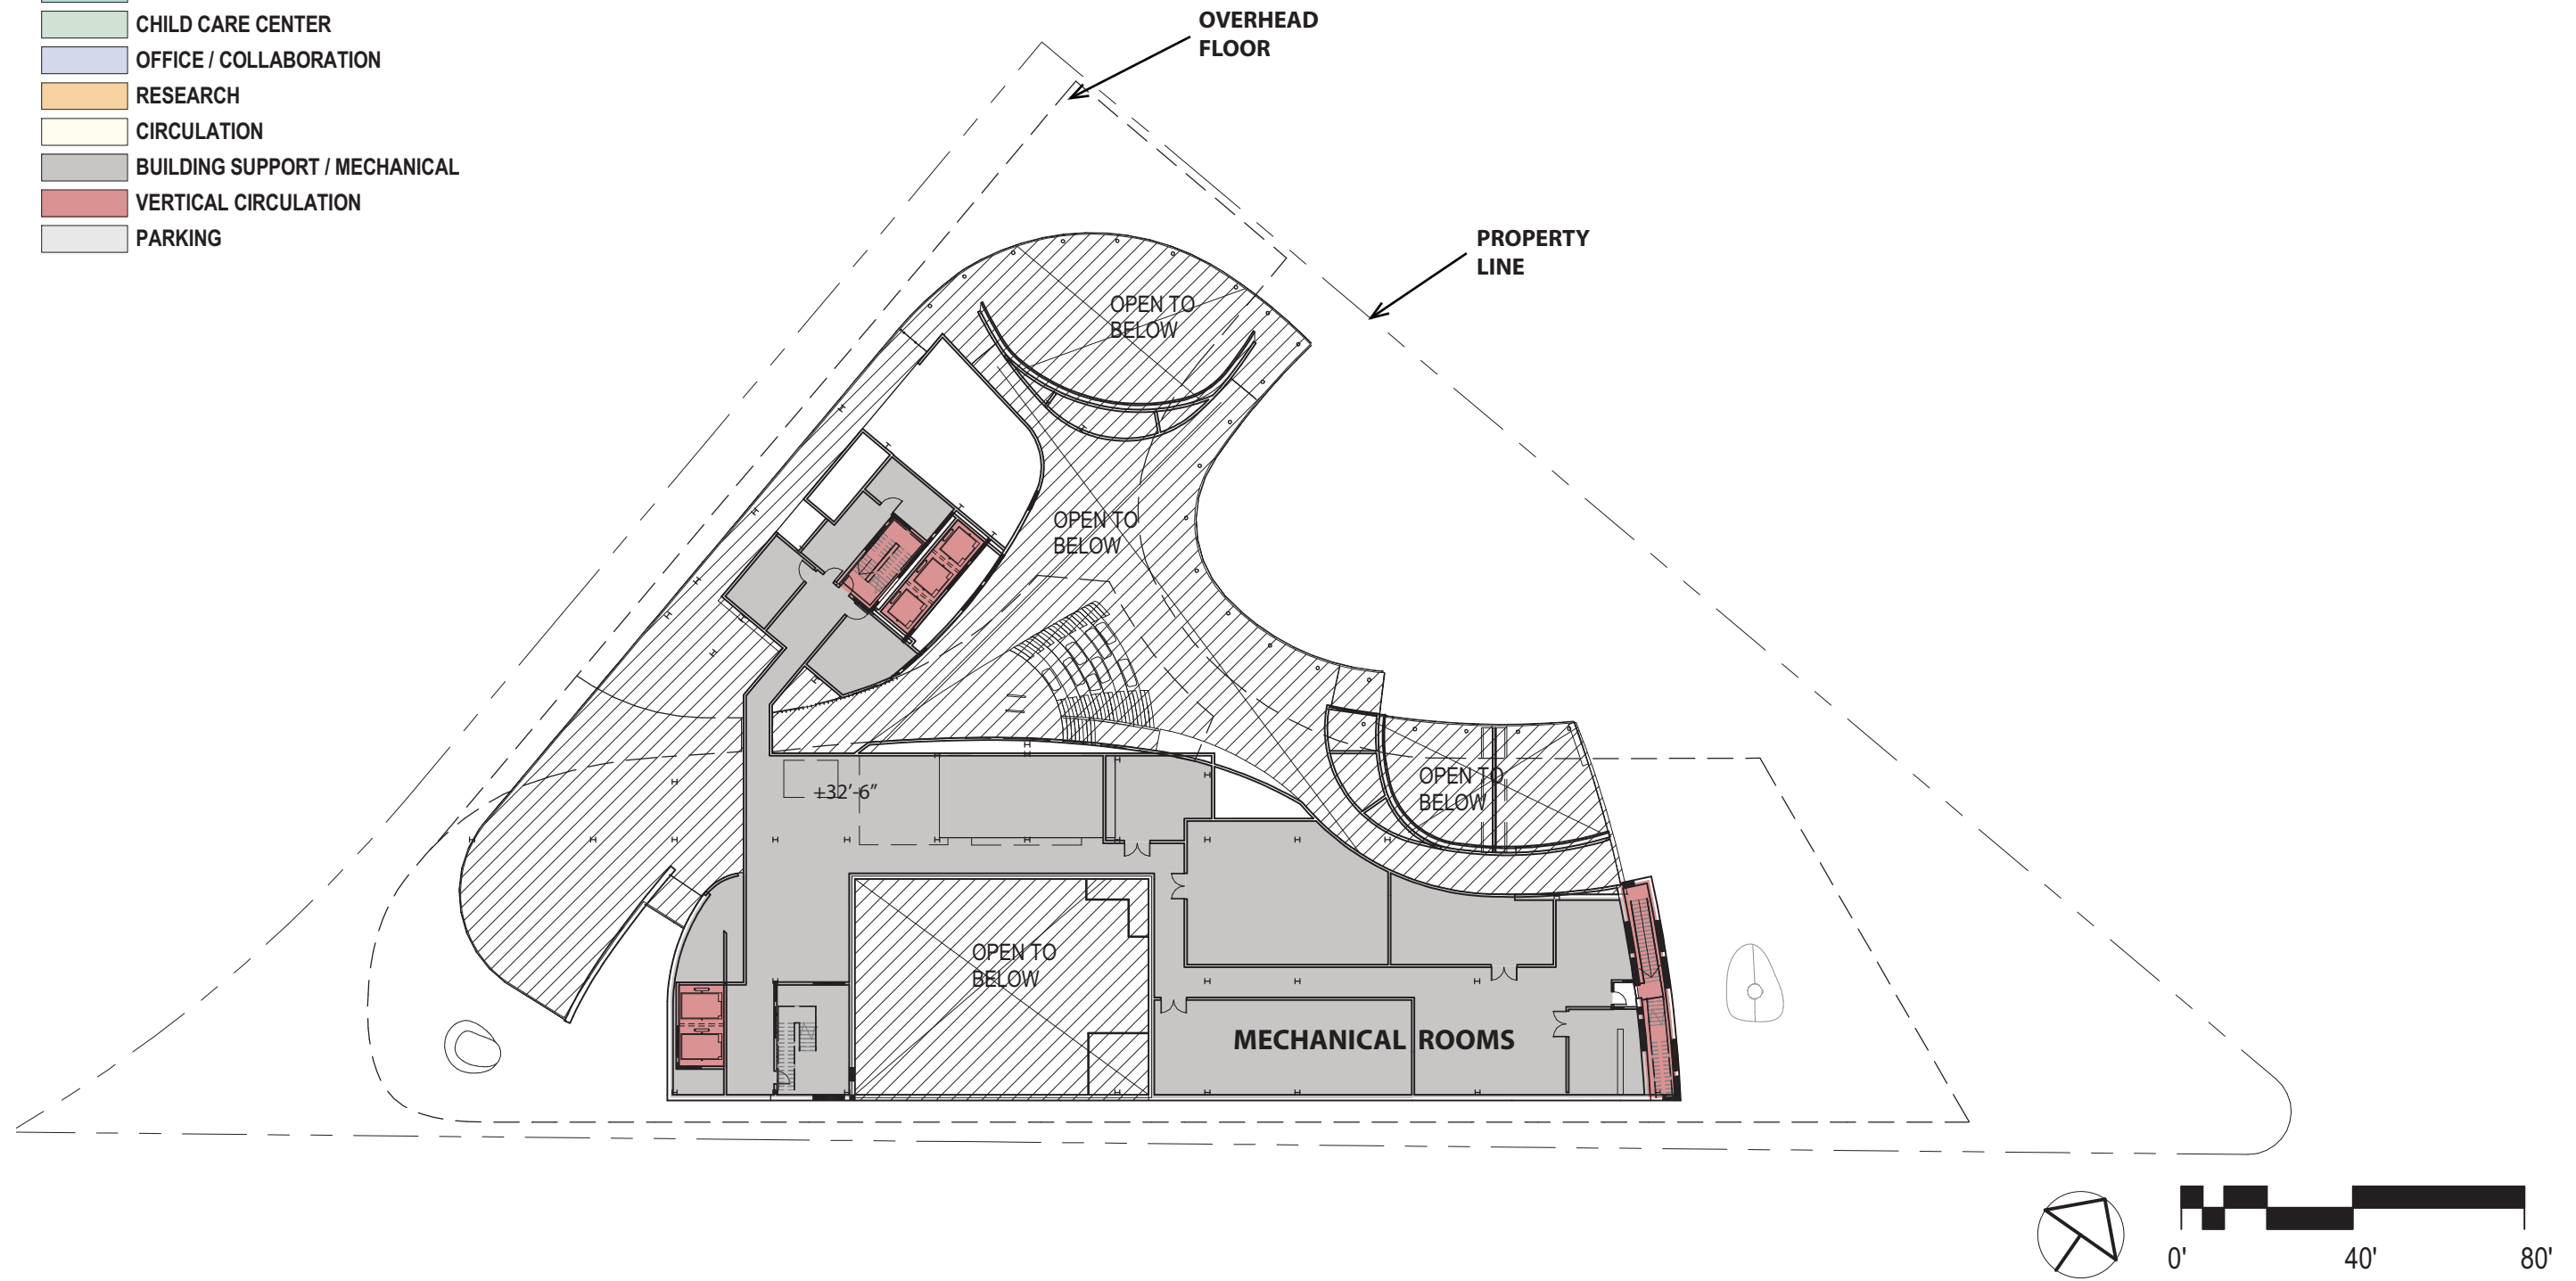 CHILD CARE CENTER
OFFICE / COLLABORATION
RESEARCH
CIRCULATION
BUILDING SUPPORT / MECHANICAL
VERTICAL CIRCULATION
PARKING
OVERHEAD
FLOOR
PROPERTY
LINE
OPEN TO
BELOW
OPEN TO
BELOW
OPEN TO
BELOW
+32'-6"
OPEN TO
BELOW
MECHANICAL ROOMS
0'
40'
80'